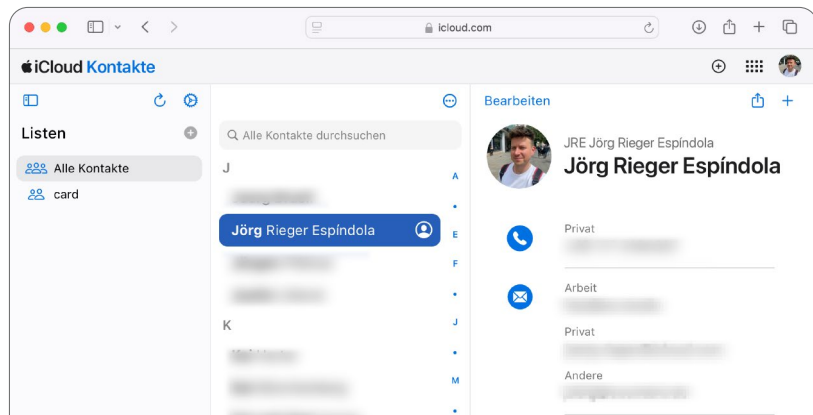 icloud.com
iCloud Kontakte
Listen
Alle Kontakte
card
Alle Kontakte durchsuchen
J
Jörg Rieger Espíndola
K
A
E
F
J
M
Bearbeiten
JRE Jörg Rieger Espíndola
Jörg Rieger Espíndola
Privat
Arbeit
Privat
Andere